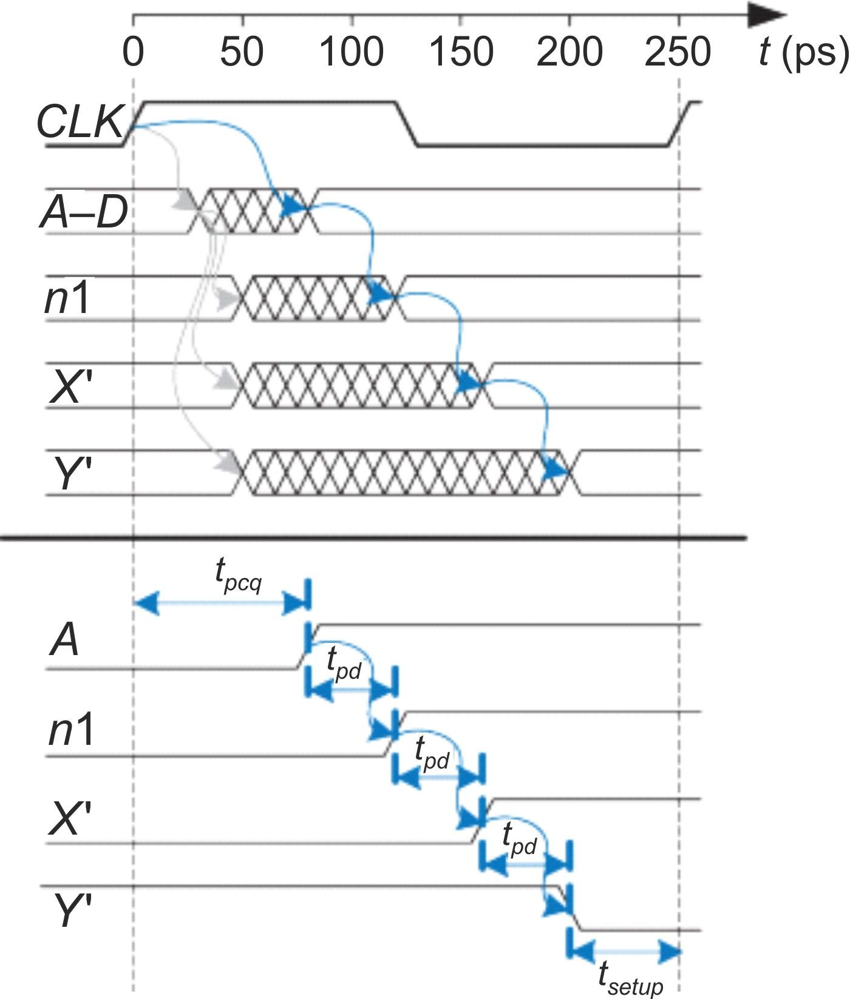 0 50 100 150 200 250 t (ps)
CLK
A–D
n1
X'
Y'
tpcq
A
tpd
n1
tpd
X'
tpd
Y'
tsetup